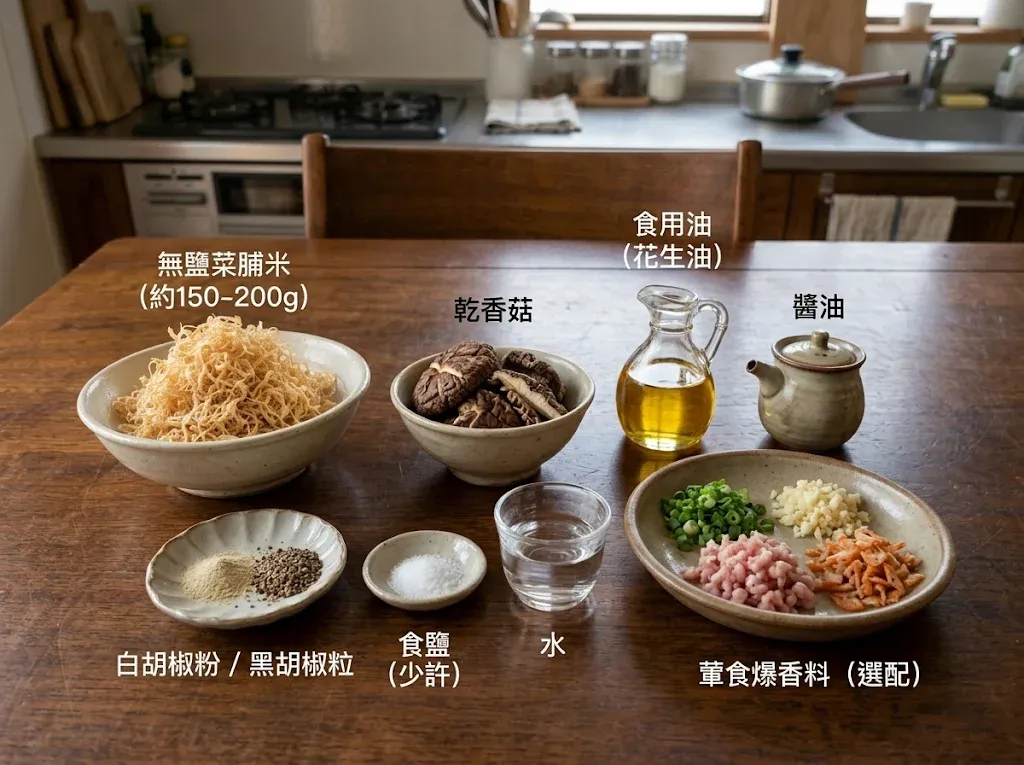 食用油
（花生油）
無鹽菜脯米
（約150-200g）
乾香菇
醬油
白胡椒粉 / 黑胡椒粒
食鹽
（少許）
水
葷食爆香料（選配）